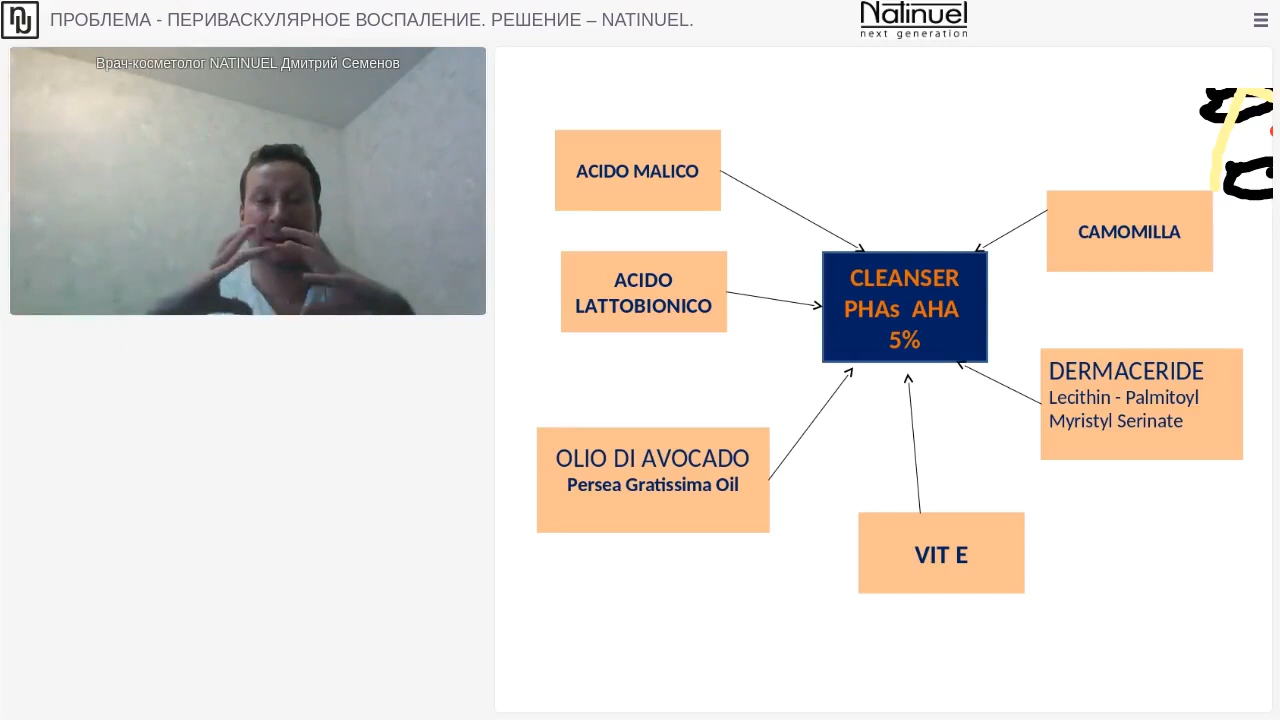 ПРОБЛЕМА - ПЕРИВАСКУЛЯРНОЕ ВОСПАЛЕНИЕ. РЕШЕНИЕ – NATINUEL.
Natinuel
next generation
Врач-косметолог NATINUEL Дмитрий Семенов
ACIDO MALICO
CAMOMILLA
ACIDO
LATTOBIONICO
CLEANSER
PHAs AHA
5%
DERMACERIDE
Lecithin - Palmitoyl
Myristyl Serinate
OLIO DI AVOCADO
Persea Gratissima Oil
VIT E